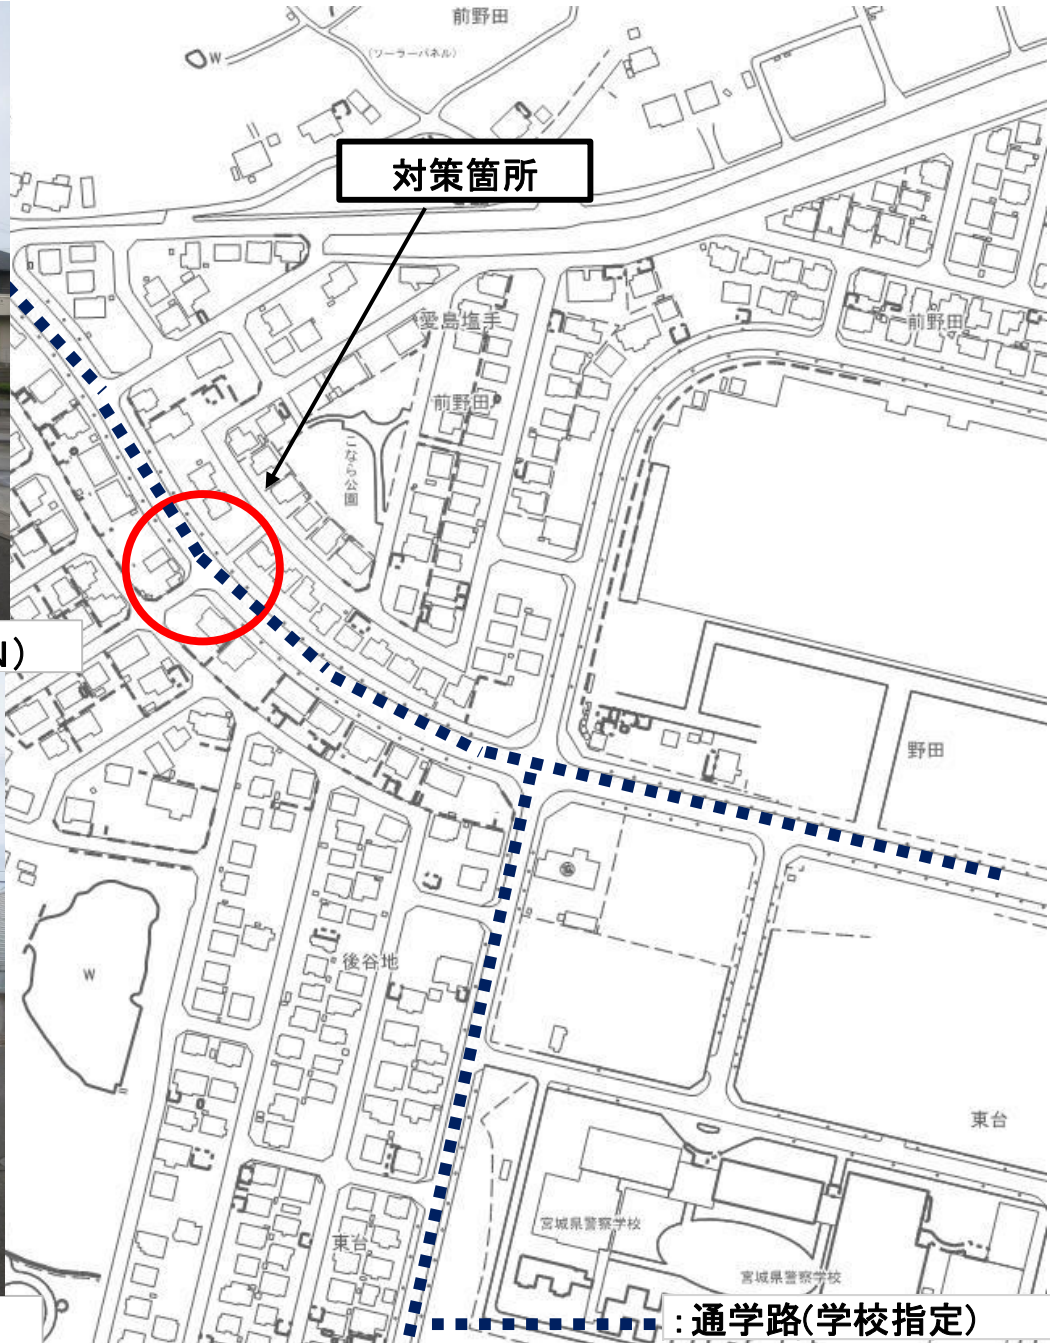 前野田
W
(ソーラーパネル)
対策箇所
愛島塩手
前野田
前野田
こなら公園
N)
野田
W
後谷地
東台
宮城県警察学校
東台
宮城県警察学校
:通学路(学校指定)